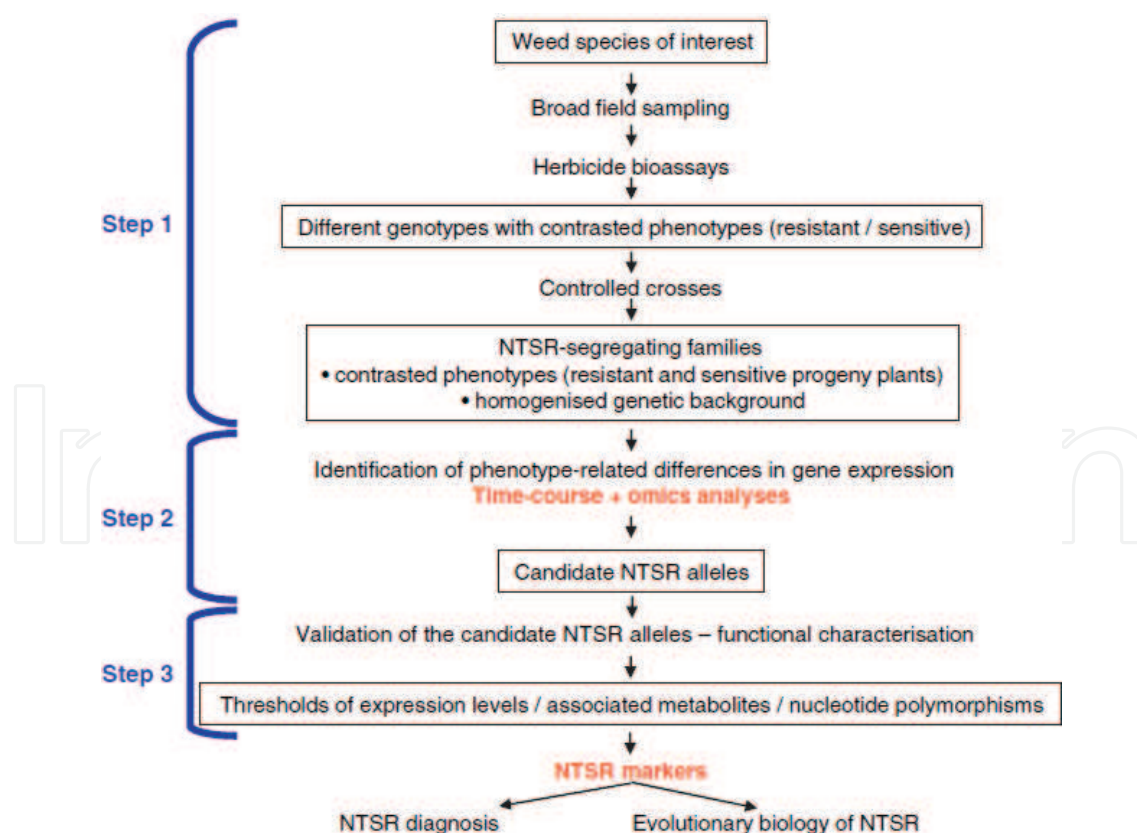 Weed species of interest
Broad field sampling
Herbicide bioassays
Step 1
Different genotypes with contrasted phenotypes (resistant / sensitive)
Controlled crosses
NTSR-segregating families
• contrasted phenotypes (resistant and sensitive progeny plants)
• homogenised genetic background
Identification of phenotype-related differences in gene expression
Time-course + omics analyses
Step 2
Candidate NTSR alleles
Validation of the candidate NTSR alleles – functional characterisation
Step 3
Thresholds of expression levels / associated metabolites / nucleotide polymorphisms
NTSR markers
NTSR diagnosis
Evolutionary biology of NTSR